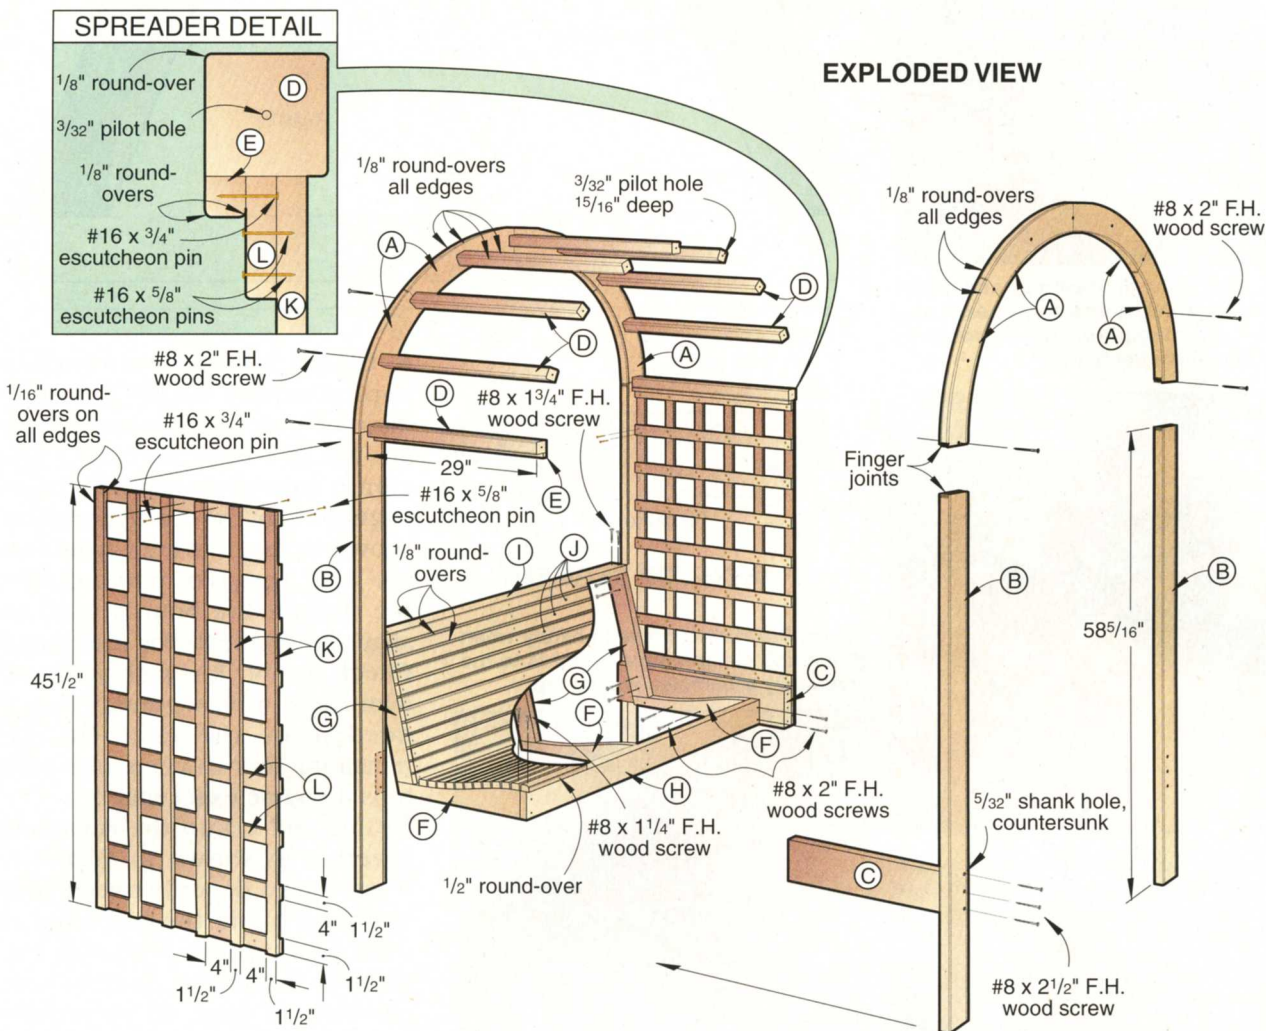 SPREADER DETAIL
1/8" round-over
D
3/32" pilot hole
E
1/8" round-
overs
#16 x 3/4"
escutcheon pin
L
#16 x 5/8"
escutcheon pins
K
EXPLODED VIEW
1/8" round-overs
all edges
3/32" pilot hole
15/16" deep
A
D
D
A
#8 x 2" F.H.
wood screw
D
#8 x 1 3/4" F.H.
wood screw
1/16" round-
overs on
all edges
#16 x 3/4"
escutcheon pin
29"
E
#16 x 5/8"
escutcheon pin
B
1/8" round-
overs
I
J
45 1/2"
K
G
G
F
C
F
L
F
H
#8 x 2" F.H.
wood screws
#8 x 1 1/4" F.H.
wood screw
1/2" round-over
4"
1 1/2"
4"
4"
1 1/2"
1 1/2"
1 1/2"
1/8" round-overs
all edges
#8 x 2" F.H.
wood screw
A
A
Finger
joints
B
B
58 5/16"
5/32" shank hole,
countersunk
C
#8 x 2 1/2" F.H.
wood screw